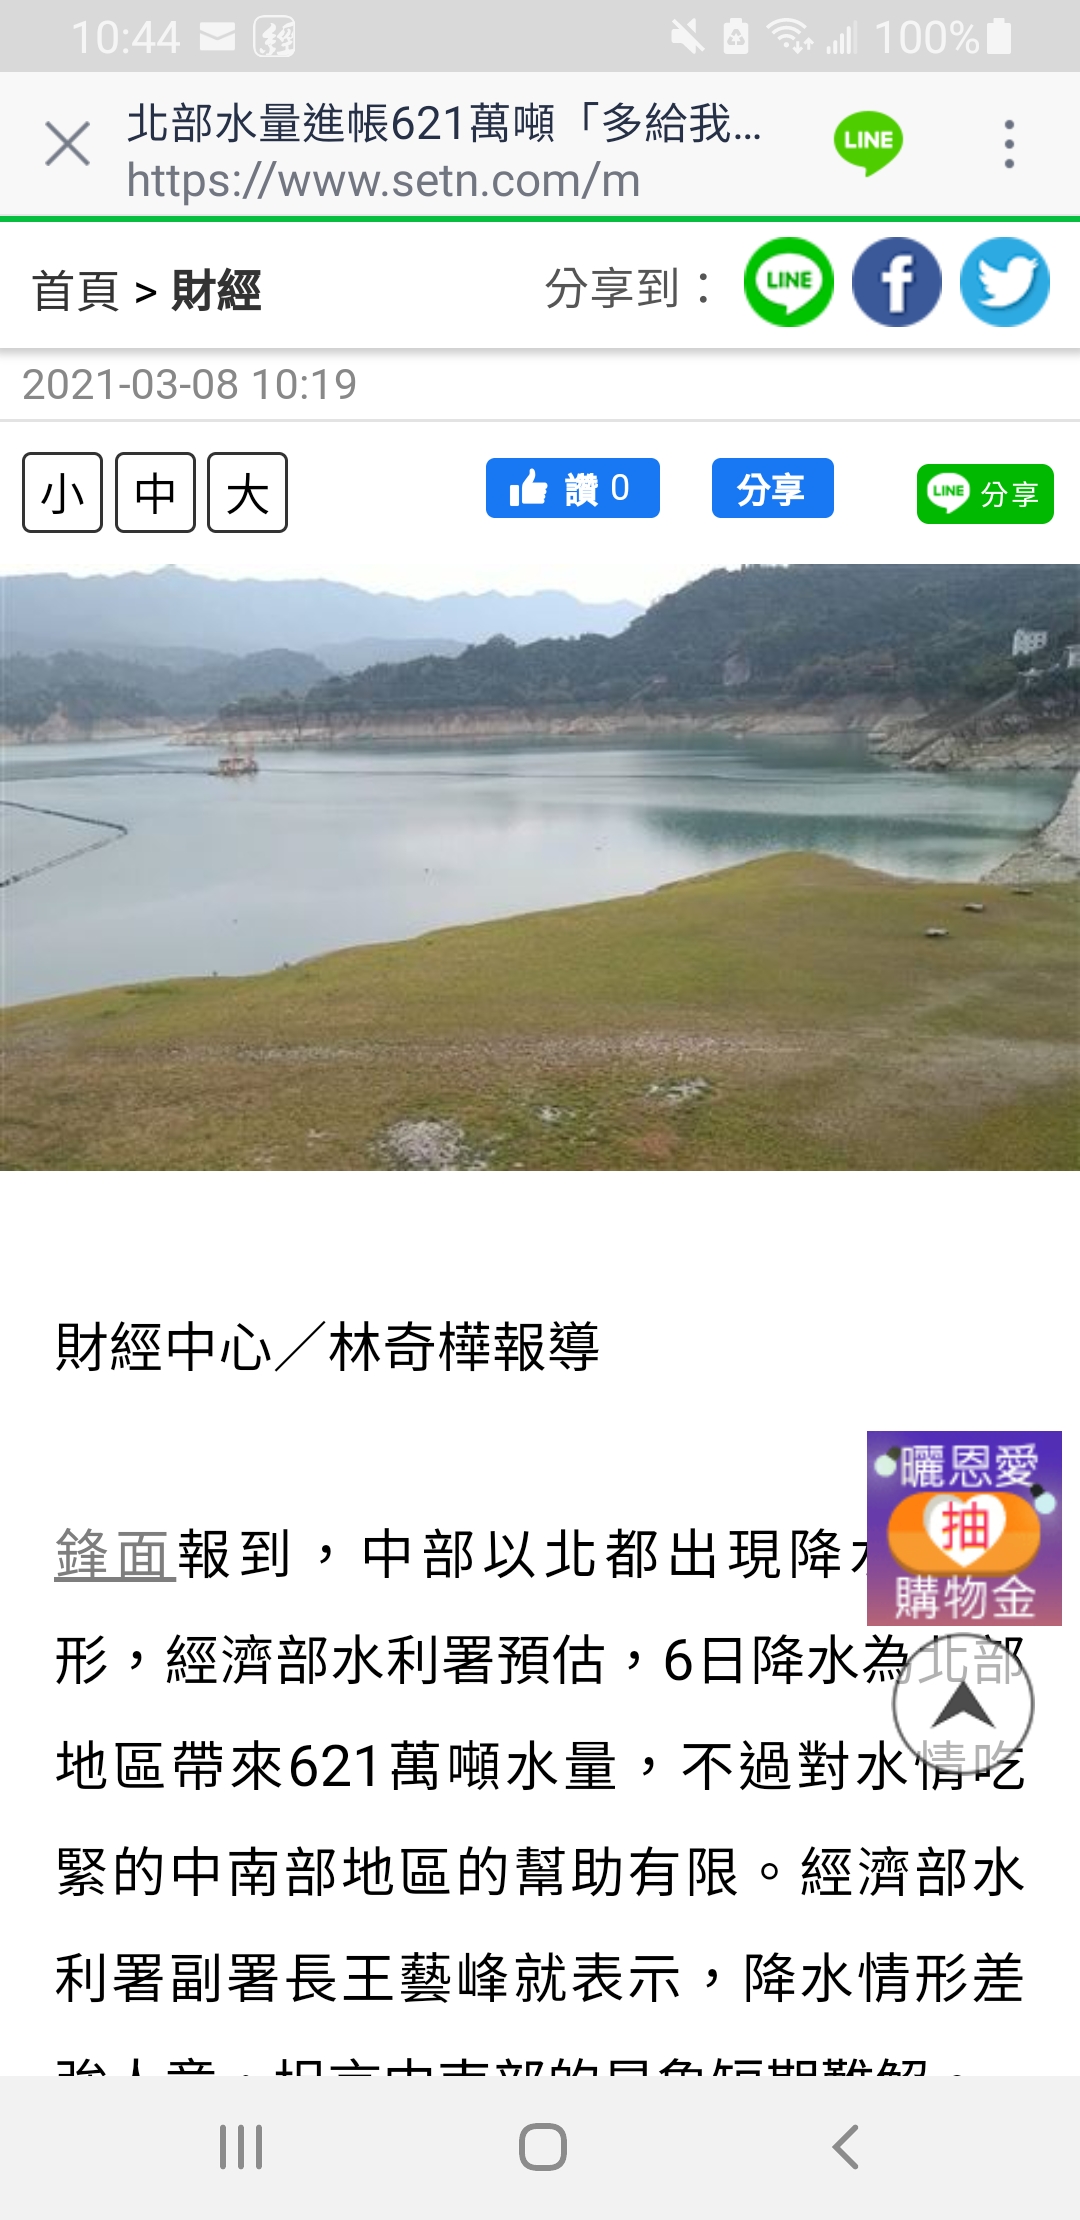 10:44 經 100%
北部水量進帳621萬噸「多給我...
https://www.setn.com/m
LINE
首頁 > 財經 分享到：
LINE
2021-03-08 10:19
小 中 大 讚 0 分享 LINE 分享
財經中心／林奇樺報導
曬恩愛
抽
購物金
鋒面報到，中部以北都出現降
形，經濟部水利署預估，6日降水為北部
地區帶來621萬噸水量，不過對水情吃
緊的中南部地區的幫助有限。經濟部水
利署副署長王藝峰就表示，降水情形差